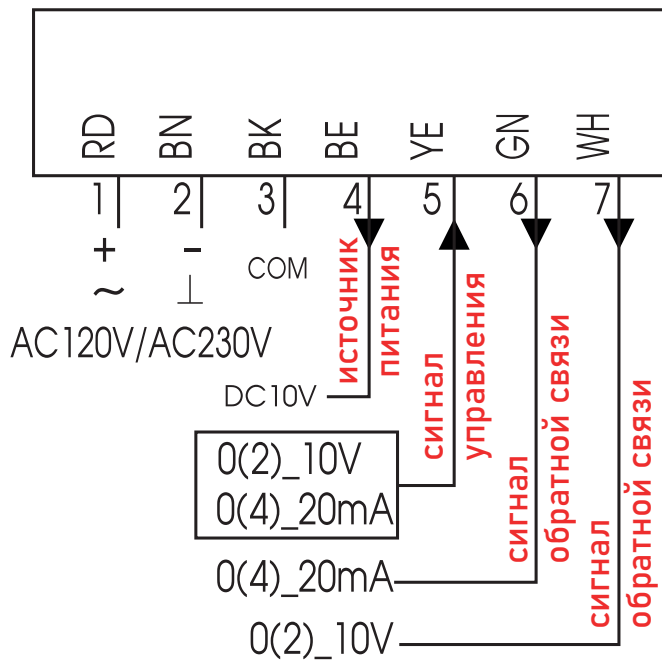 RD BN BK BE YE GN WH
1 2 3 4 5 6 7
+ -
~ ⊥
COM
AC120V/AC230V
источник
питания
DC10V
сигнал
управления
0(2)_10V
0(4)_20mA
сигнал
обратной связи
0(4)_20mA
сигнал
обратной связи
0(2)_10V